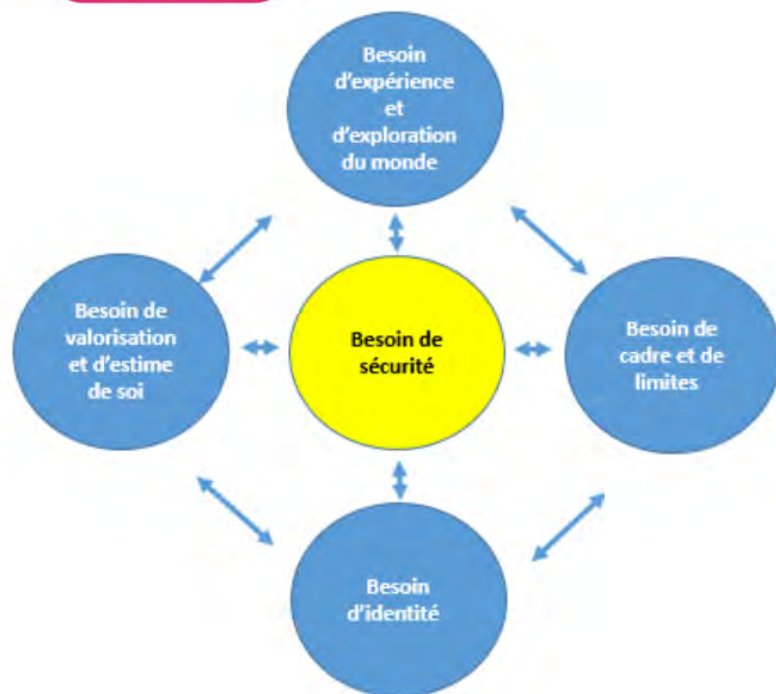 Besoin
d'expérience
et
d'exploration
du monde
Besoin de
valorisation
et d'estime
de soi
Besoin de
sécurité
Besoin de
cadre et de
limites
Besoin
d'identité